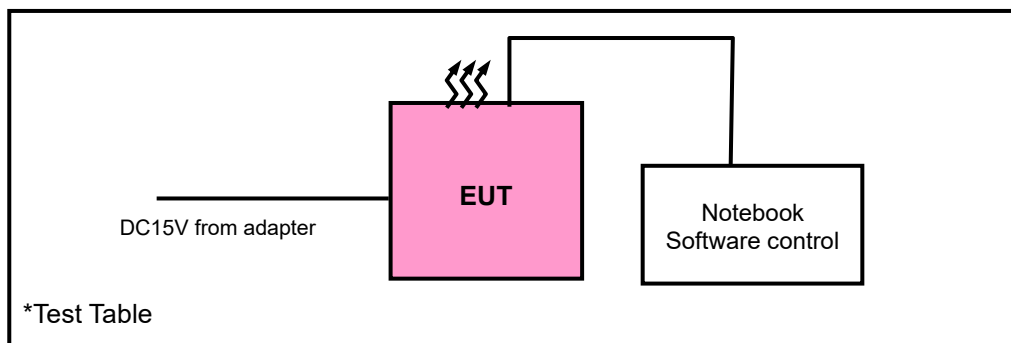 EUT
DC15V from adapter
Notebook
Software control
*Test Table